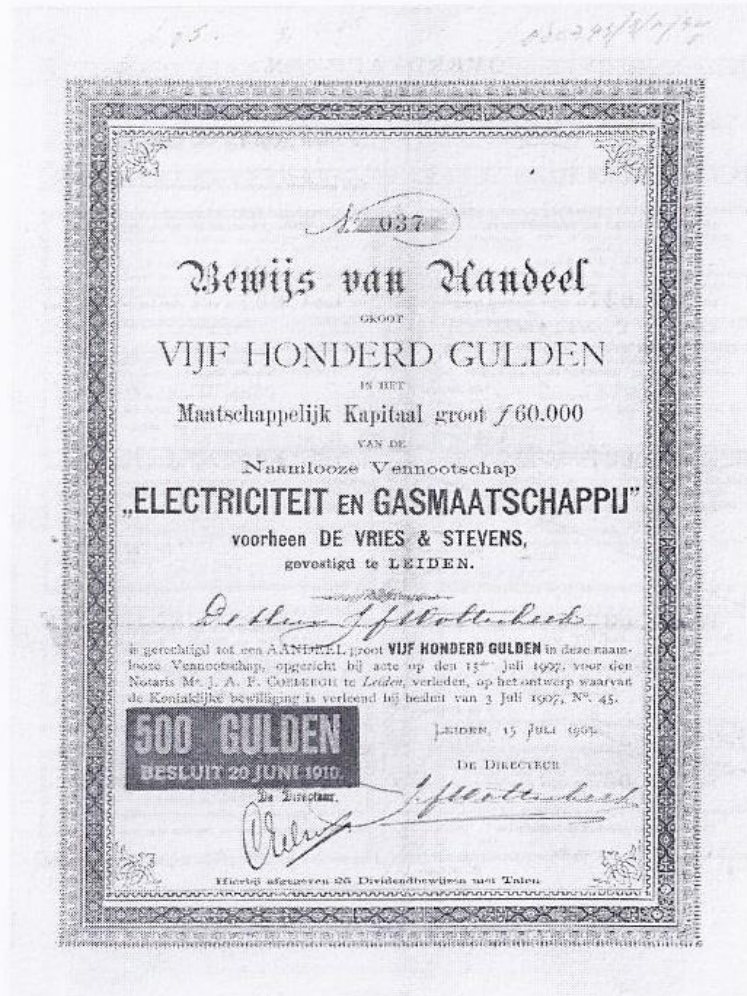 No. 037
Bewijs van Aandeel
GROOT
VIJF HONDERD GULDEN
IN HET
Maatschappelijk Kapitaal groot ƒ 60.000
VAN DE
Naamlooze Vennootschap
„ELECTRICITEIT EN GASMAATSCHAPPIJ”
voorheen DE VRIES & STEVENS,
gevestigd te LEIDEN.
De Heer J f Wolterbeek
is gerechtigd tot een AANDEEL groot VIJF HONDERD GULDEN in deze naam-
looze Vennootschap, opgericht bij acte op den 15den Juli 1907, voor den
Notaris Mr. J. A. F. COEBERGH te Leiden, verleden, op het ontwerp waarvan
de Koninklijke bewilliging is verleend bij besluit van 3 Juli 1907, No. 45.
500 GULDEN
BESLUIT 20 JUNI 1910.
LEIDEN, 15 JULI 1907.
DE DIRECTEUR
De Directeur,
J f Wolterbeek
Hierbij afgegeven 26 Dividendbewijzen met Talon